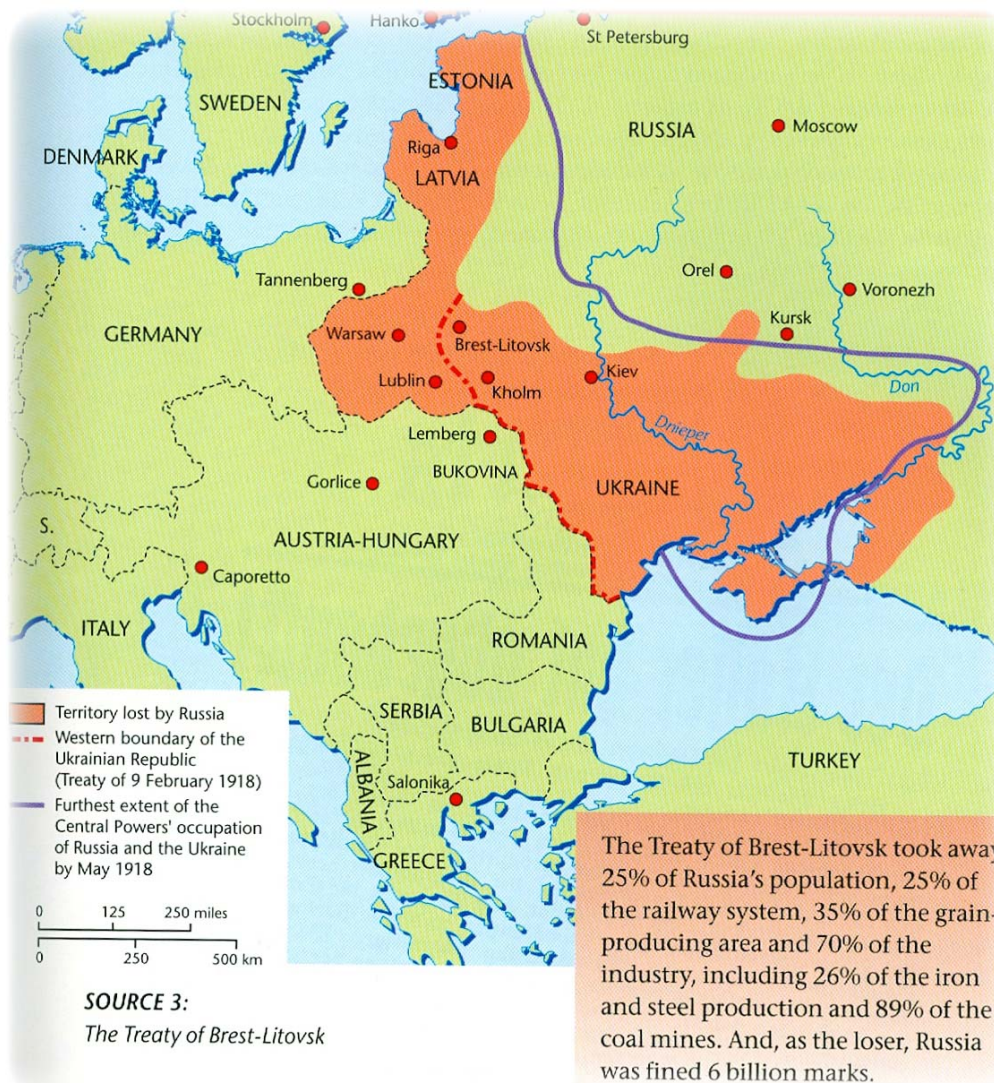 Stockholm
Hanko
St Petersburg
ESTONIA
SWEDEN
RUSSIA
Moscow
DENMARK
Riga
LATVIA
Orel
Tannenberg
Voronezh
Kursk
GERMANY
Warsaw
Brest-Litovsk
Kiev
Lublin
Kholm
Don
Dnieper
Lemberg
BUKOVINA
Gorlice
UKRAINE
S.
AUSTRIA-HUNGARY
Caporetto
ITALY
ROMANIA
SERBIA
BULGARIA
ALBANIA
TURKEY
Salonika
GREECE
Territory lost by Russia
Western boundary of the
Ukrainian Republic
(Treaty of 9 February 1918)
Furthest extent of the
Central Powers' occupation
of Russia and the Ukraine
by May 1918
0 125 250 miles
0 250 500 km
SOURCE 3:
The Treaty of Brest-Litovsk
The Treaty of Brest-Litovsk took away
25% of Russia's population, 25% of
the railway system, 35% of the grain-
producing area and 70% of the
industry, including 26% of the iron
and steel production and 89% of the
coal mines. And, as the loser, Russia
was fined 6 billion marks.